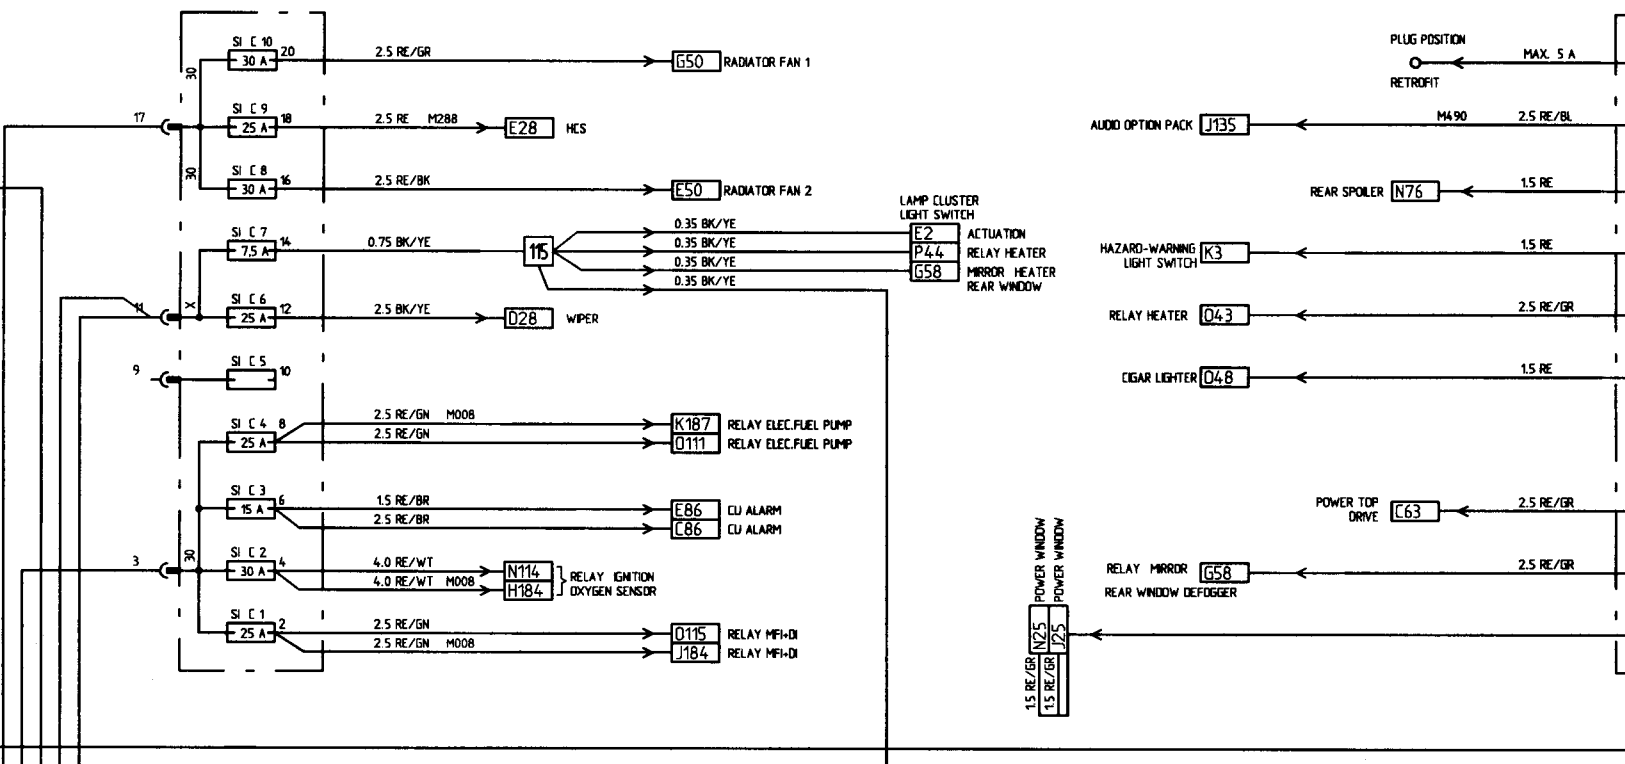 SI C 10
20
30 A
2.5 RE/GR
G50 RADIATOR FAN 1
30
17
SI C 9
18
25 A
2.5 RE M288
E28 HCS
30
SI C 8
16
30 A
2.5 RE/BK
E50 RADIATOR FAN 2
SI C 7
14
7,5 A
0.75 BK/YE
115
0.35 BK/YE
0.35 BK/YE
0.35 BK/YE
0.35 BK/YE
LAMP CLUSTER
LIGHT SWITCH
E2 ACTUATION
P44 RELAY HEATER
G58 MIRROR HEATER
REAR WINDOW
11
X
SI C 6
12
25 A
2.5 BK/YE
D28 WIPER
9
SI C 5
10
SI C 4
8
25 A
2.5 RE/GN M008
2.5 RE/GN
K187 RELAY ELEC.FUEL PUMP
O111 RELAY ELEC.FUEL PUMP
SI C 3
6
15 A
1.5 RE/BR
2.5 RE/BR
E86 CU ALARM
C86 CU ALARM
3
30
SI C 2
4
30 A
4.0 RE/WT
4.0 RE/WT M008
N114
H184
RELAY IGNITION
OXYGEN SENSOR
SI C 1
2
25 A
2.5 RE/GN
2.5 RE/GN M008
O115 RELAY MFI+DI
J184 RELAY MFI+DI
PLUG POSITION
MAX. 5 A
RETROFIT
AUDIO OPTION PACK J135
M490 2.5 RE/BL
REAR SPOILER N76
1.5 RE
HAZARD-WARNING
LIGHT SWITCH K3
1.5 RE
RELAY HEATER O43
2.5 RE/GR
CIGAR LIGHTER O48
1.5 RE
POWER TOP
DRIVE C63
2.5 RE/GR
RELAY MIRROR G58
REAR WINDOW DEFOGGER
2.5 RE/GR
POWER WINDOW
POWER WINDOW
N25
J25
1.5 RE/GR
1.5 RE/GR